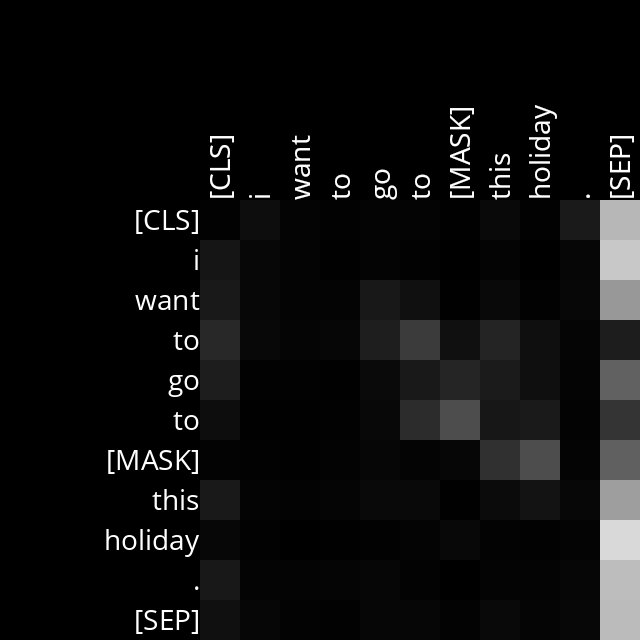 [CLS] i want to go to [MASK] this holiday . [SEP]
[CLS]
i
want
to
go
to
[MASK]
this
holiday
.
[SEP]